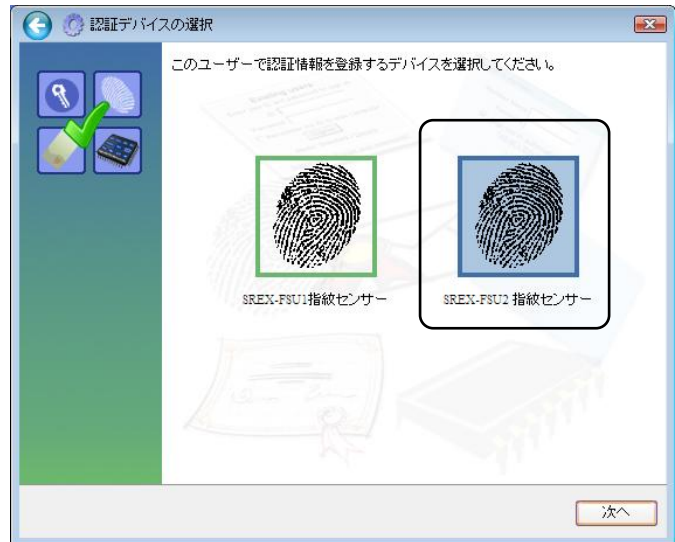 認証デバイスの選択
このユーザーで認証情報を登録するデバイスを選択してください。
SREX-FSU1指紋センサー
SREX-FSU2 指紋センサー
次へ